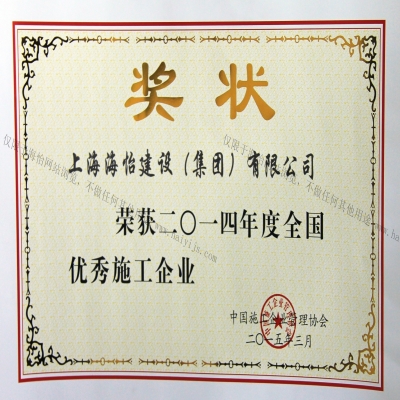 奖状
上海海怡建设（集团）有限公司
荣获二〇一四年度全国
优秀施工企业
中国施工企业管理协会
二〇一五年三月